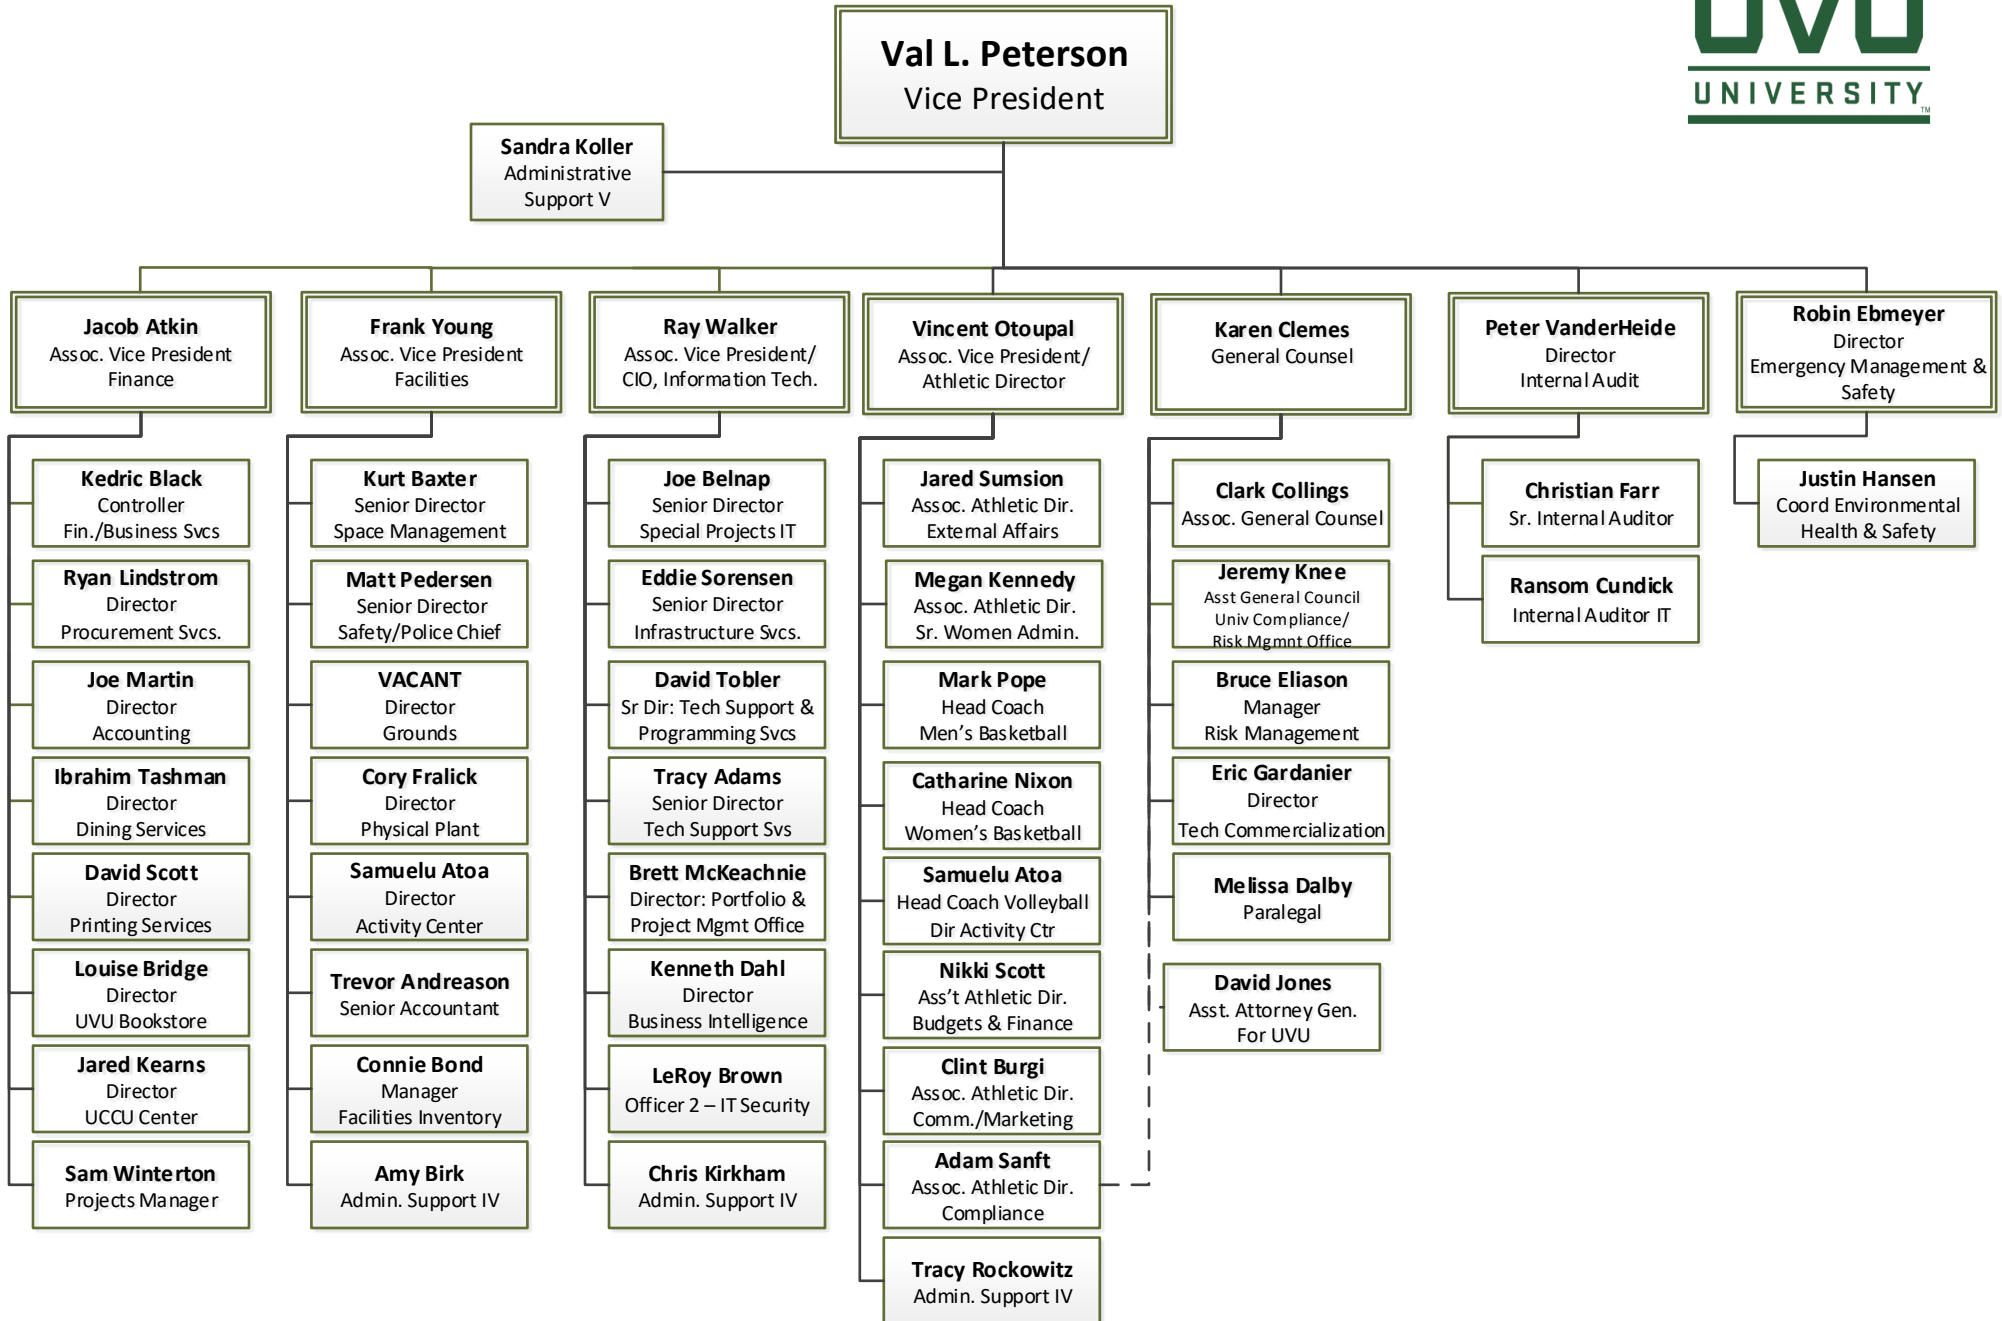 UVU
UNIVERSITY
TM
Val L. Peterson
Vice President
Sandra Koller
Administrative
Support V
Jacob Atkin
Assoc. Vice President
Finance
Frank Young
Assoc. Vice President
Facilities
Ray Walker
Assoc. Vice President/
CIO, Information Tech.
Vincent Otoupal
Assoc. Vice President/
Athletic Director
Karen Clemes
General Counsel
Peter VanderHeide
Director
Internal Audit
Robin Ebmeyer
Director
Emergency Management &
Safety
Kedric Black
Controller
Fin./Business Svcs
Ryan Lindstrom
Director
Procurement Svcs.
Joe Martin
Director
Accounting
Ibrahim Tashman
Director
Dining Services
David Scott
Director
Printing Services
Louise Bridge
Director
UVU Bookstore
Jared Kearns
Director
UCCU Center
Sam Winterton
Projects Manager
Kurt Baxter
Senior Director
Space Management
Matt Pedersen
Senior Director
Safety/Police Chief
VACANT
Director
Grounds
Cory Fralick
Director
Physical Plant
Samuelu Atoa
Director
Activity Center
Trevor Andreason
Senior Accountant
Connie Bond
Manager
Facilities Inventory
Amy Birk
Admin. Support IV
Joe Belnap
Senior Director
Special Projects IT
Eddie Sorensen
Senior Director
Infrastructure Svcs.
David Tobler
Sr Dir: Tech Support &
Programming Svcs
Tracy Adams
Senior Director
Tech Support Svs
Brett McKeachnie
Director: Portfolio &
Project Mgmt Office
Kenneth Dahl
Director
Business Intelligence
LeRoy Brown
Officer 2 – IT Security
Chris Kirkham
Admin. Support IV
Jared Sumsion
Assoc. Athletic Dir.
External Affairs
Megan Kennedy
Assoc. Athletic Dir.
Sr. Women Admin.
Mark Pope
Head Coach
Men's Basketball
Catharine Nixon
Head Coach
Women's Basketball
Samuelu Atoa
Head Coach Volleyball
Dir Activity Ctr
Nikki Scott
Ass't Athletic Dir.
Budgets & Finance
Clint Burgi
Assoc. Athletic Dir.
Comm./Marketing
Adam Sanft
Assoc. Athletic Dir.
Compliance
Tracy Rockowitz
Admin. Support IV
Clark Collings
Assoc. General Counsel
Jeremy Knee
Asst General Council
Univ Compliance/
Risk Mgmnt Office
Bruce Eliason
Manager
Risk Management
Eric Gardanier
Director
Tech Commercialization
Melissa Dalby
Paralegal
David Jones
Asst. Attorney Gen.
For UVU
Christian Farr
Sr. Internal Auditor
Ransom Cundick
Internal Auditor IT
Justin Hansen
Coord Environmental
Health & Safety